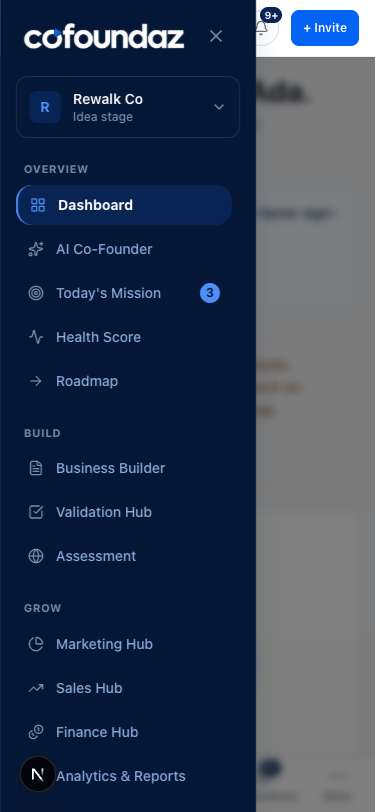 cofoundaz
9+
+ Invite
R
Rewalk Co
Idea stage
Ada.
OVERVIEW
Dashboard
AI Co-Founder
Today's Mission
3
Health Score
Roadmap
BUILD
Business Builder
Validation Hub
Assessment
GROW
Marketing Hub
Sales Hub
Finance Hub
N
Analytics & Reports